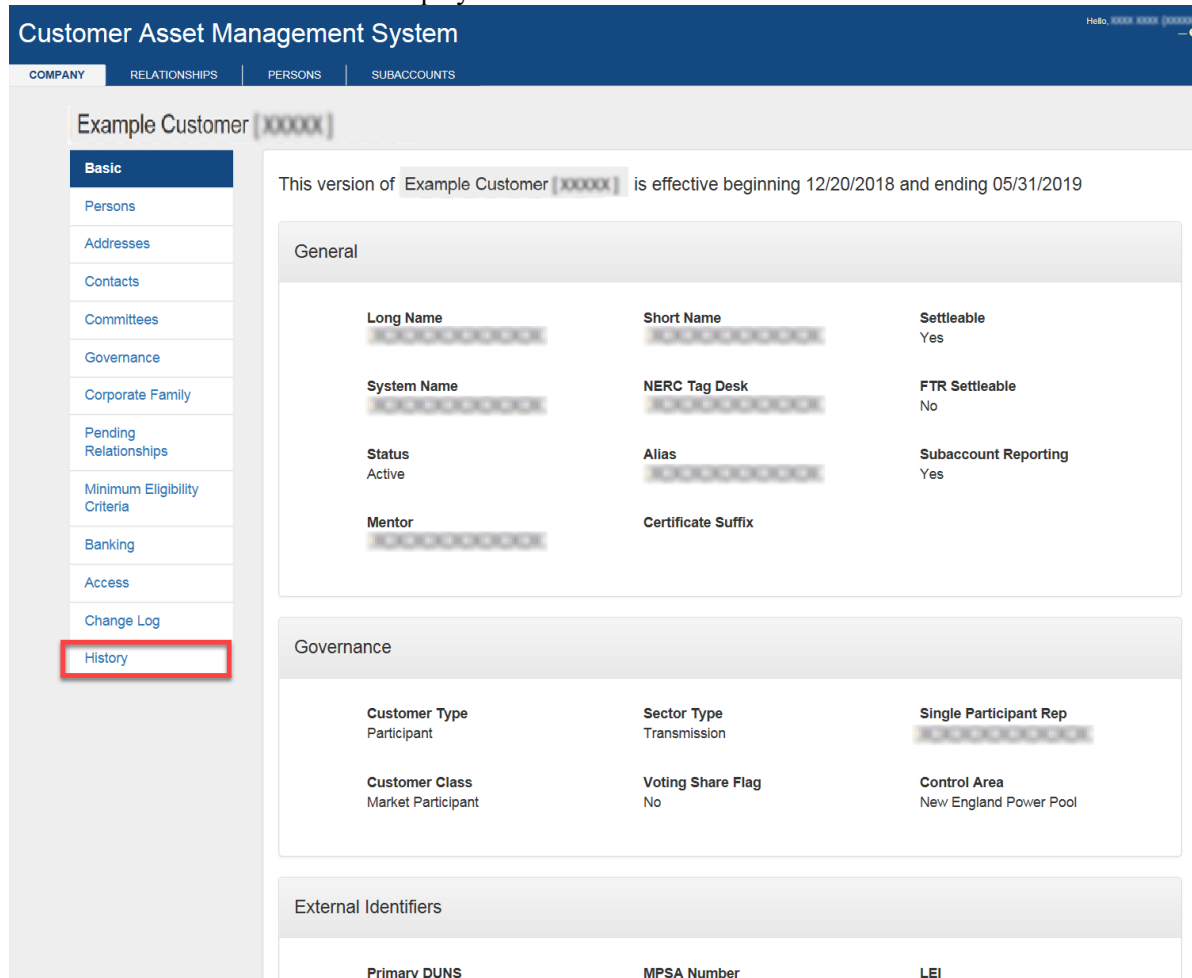 Customer Asset Management System
Hello,
COMPANY RELATIONSHIPS PERSONS SUBACCOUNTS
Example Customer
Basic
Persons
Addresses
Contacts
Committees
Governance
Corporate Family
Pending
Relationships
Minimum Eligibility
Criteria
Banking
Access
Change Log
History
This version of Example Customer is effective beginning 12/20/2018 and ending 05/31/2019
General
Long Name Short Name Settleable
Yes
System Name NERC Tag Desk FTR Settleable
No
Status Alias Subaccount Reporting
Active Yes
Mentor Certificate Suffix
Governance
Customer Type Sector Type Single Participant Rep
Participant Transmission
Customer Class Voting Share Flag Control Area
Market Participant No New England Power Pool
External Identifiers
Primary DUNS MPSA Number LEI